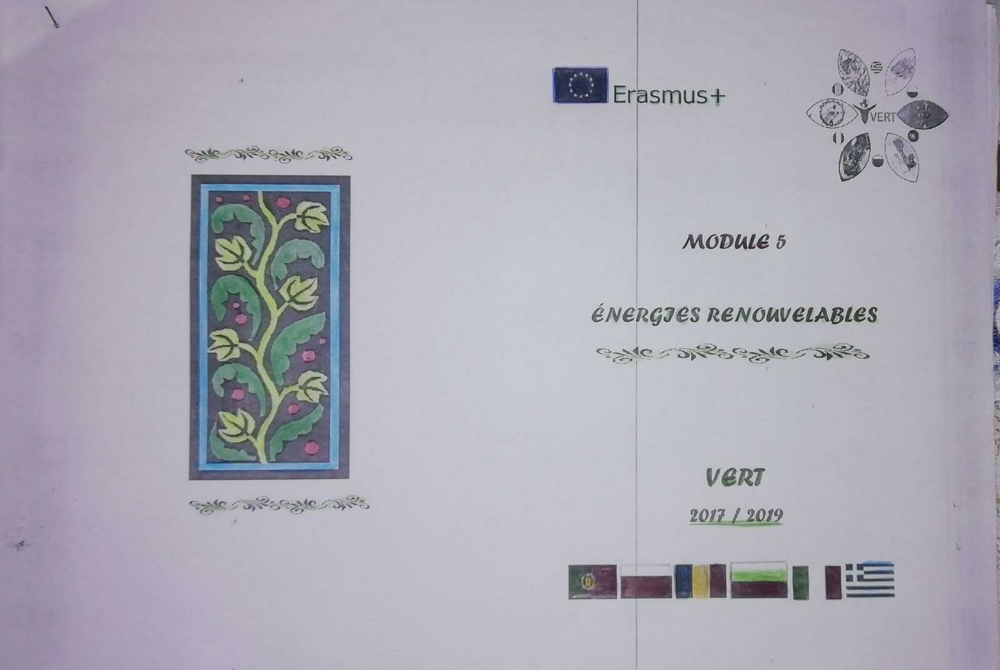 Erasmus+
VERT
MODULE 5
ÉNERGIES RENOUVELABLES
VERT
2017 / 2019